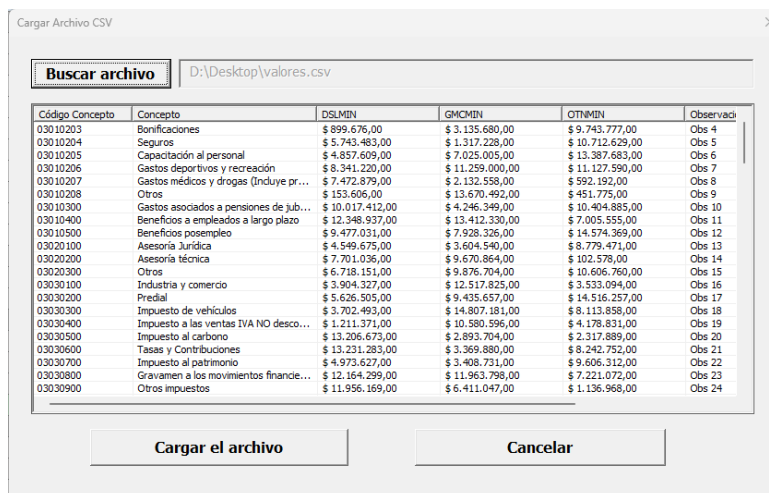 Cargar Archivo CSV
Buscar archivo D:\Desktop\valores.csv
Código Concepto Concepto DSLMIN GMCMIN OTNMIN Observaci
03010203 Bonificaciones $ 899.676,00 $ 3.135.680,00 $ 9.743.777,00 Obs 4
03010204 Seguros $ 5.743.483,00 $ 1.317.228,00 $ 10.712.629,00 Obs 5
03010205 Capacitación al personal $ 4.857.609,00 $ 7.025.005,00 $ 13.387.683,00 Obs 6
03010206 Gastos deportivos y recreación $ 8.341.220,00 $ 11.259.000,00 $ 11.127.590,00 Obs 7
03010207 Gastos médicos y drogas (Incluye pr... $ 7.472.879,00 $ 2.132.558,00 $ 592.192,00 Obs 8
03010208 Otros $ 153.606,00 $ 13.670.492,00 $ 451.775,00 Obs 9
03010300 Gastos asociados a pensiones de jub... $ 10.017.412,00 $ 4.246.349,00 $ 10.404.885,00 Obs 10
03010400 Beneficios a empleados a largo plazo $ 12.348.937,00 $ 13.412.330,00 $ 7.005.555,00 Obs 11
03010500 Beneficios posempleo $ 9.477.031,00 $ 7.928.326,00 $ 14.574.369,00 Obs 12
03020100 Asesoría Jurídica $ 4.549.675,00 $ 3.604.540,00 $ 8.779.471,00 Obs 13
03020200 Asesoría técnica $ 7.701.036,00 $ 9.670.864,00 $ 102.578,00 Obs 14
03020300 Otros $ 6.718.151,00 $ 9.876.704,00 $ 10.606.760,00 Obs 15
03030100 Industria y comercio $ 3.904.327,00 $ 12.517.825,00 $ 3.533.094,00 Obs 16
03030200 Predial $ 5.626.505,00 $ 9.435.657,00 $ 14.516.257,00 Obs 17
03030300 Impuesto de vehículos $ 3.702.493,00 $ 14.807.181,00 $ 8.113.858,00 Obs 18
03030400 Impuesto a las ventas IVA NO desco... $ 1.211.371,00 $ 10.580.596,00 $ 4.178.831,00 Obs 19
03030500 Impuesto al carbono $ 13.206.673,00 $ 2.893.704,00 $ 2.317.889,00 Obs 20
03030600 Tasas y Contribuciones $ 13.231.283,00 $ 3.369.880,00 $ 8.242.752,00 Obs 21
03030700 Impuesto al patrimonio $ 4.973.627,00 $ 3.408.731,00 $ 9.606.312,00 Obs 22
03030800 Gravamen a los movimientos financie... $ 12.164.299,00 $ 11.963.798,00 $ 7.221.072,00 Obs 23
03030900 Otros impuestos $ 11.956.169,00 $ 6.411.047,00 $ 1.136.968,00 Obs 24
Cargar el archivo Cancelar